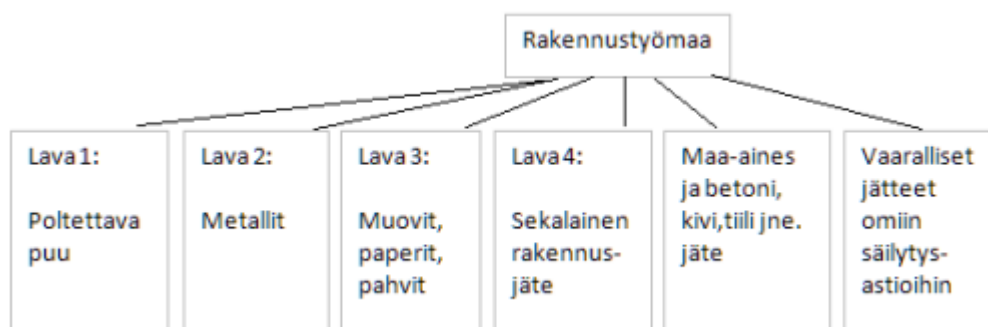 Rakennustyömaa
Lava 1:
Poltettava
puu
Lava 2:
Metallit
Lava 3:
Muovit,
paperit,
pahvit
Lava 4:
Sekalainen
rakennus-
jäte
Maa-aines
ja betoni,
kivi,tiili jne.
jäte
Vaaralliset
jätteet
omiin
säilytys-
astioihin